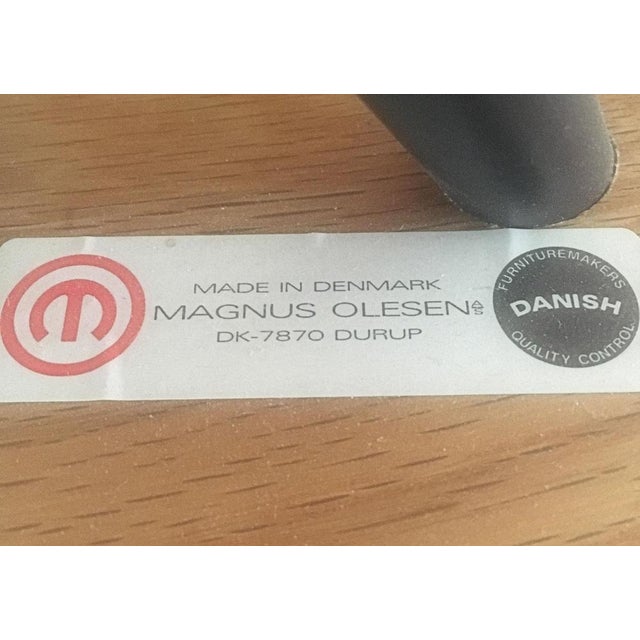 MADE IN DENMARK
MAGNUS OLESEN A/S
DK-7870 DURUP
FURNITUREMAKERS
DANISH
QUALITY CONTROL